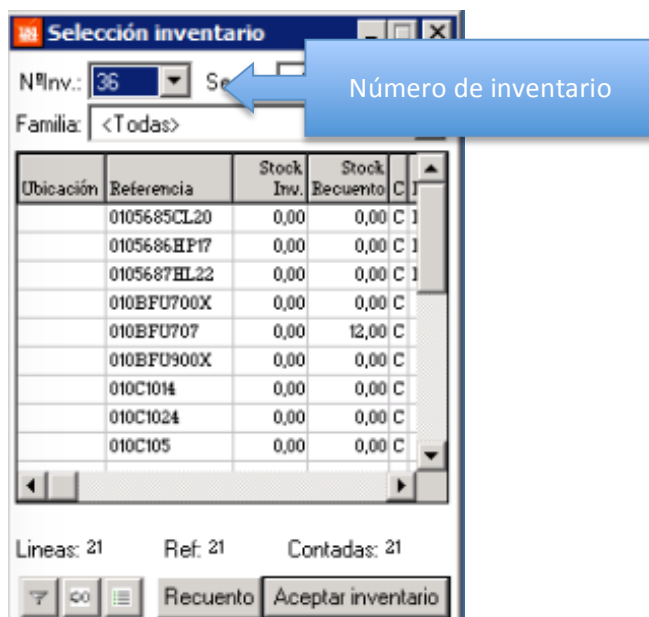 Selección inventario
NºInv.: 36 Se
Número de inventario
Familia: <Todas>
Ubicación Referencia Stock Inv. Stock Recuento C
0105685CL20 0,00 0,00 C
0105686HP17 0,00 0,00 C
0105687HL22 0,00 0,00 C
010BFU700X 0,00 0,00 C
010BFU707 0,00 12,00 C
010BFU900X 0,00 0,00 C
010C1014 0,00 0,00 C
010C1024 0,00 0,00 C
010C105 0,00 0,00 C
Lineas: 21 Ref: 21 Contadas: 21
Recuento Aceptar inventario